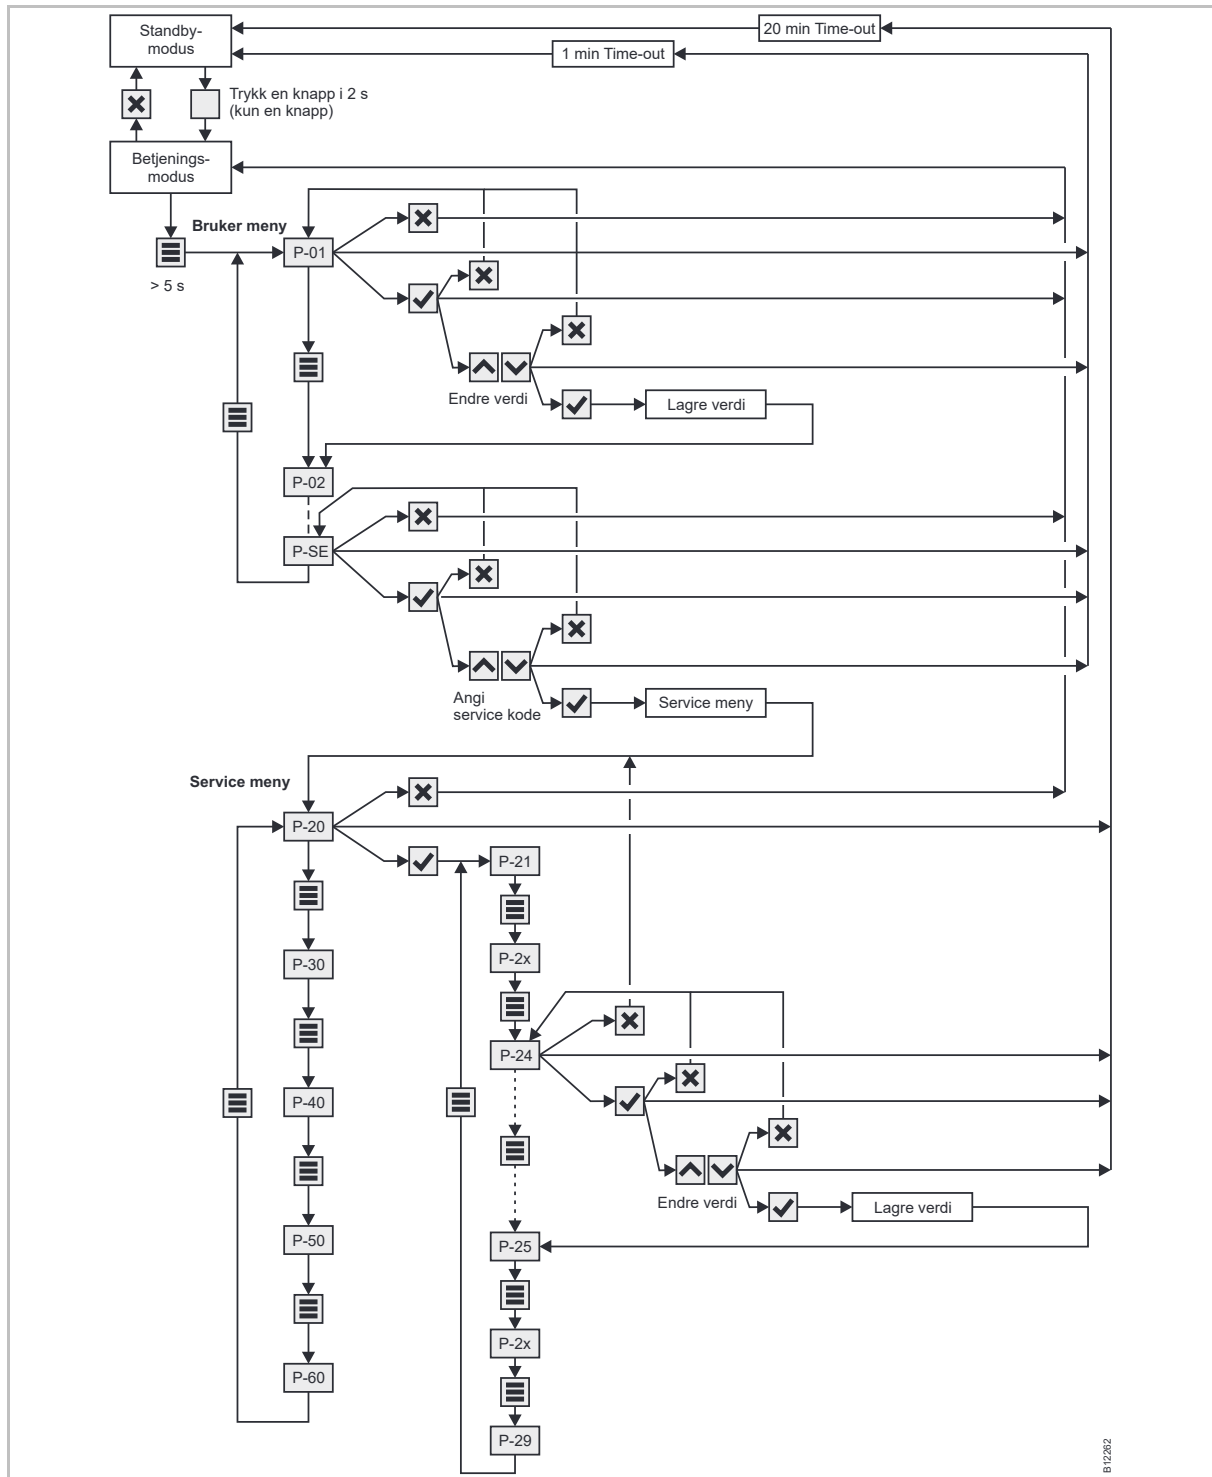 Standby-
modus
20 min Time-out
1 min Time-out
Trykk en knapp i 2 s
(kun en knapp)
Betjenings-
modus
Bruker meny
P-01
> 5 s
Endre verdi
Lagre verdi
P-02
P-SE
Angi
service kode
Service meny
Service meny
P-20
P-21
P-2x
P-30
P-24
P-40
Endre verdi
Lagre verdi
P-50
P-25
P-2x
P-60
P-29
B12262